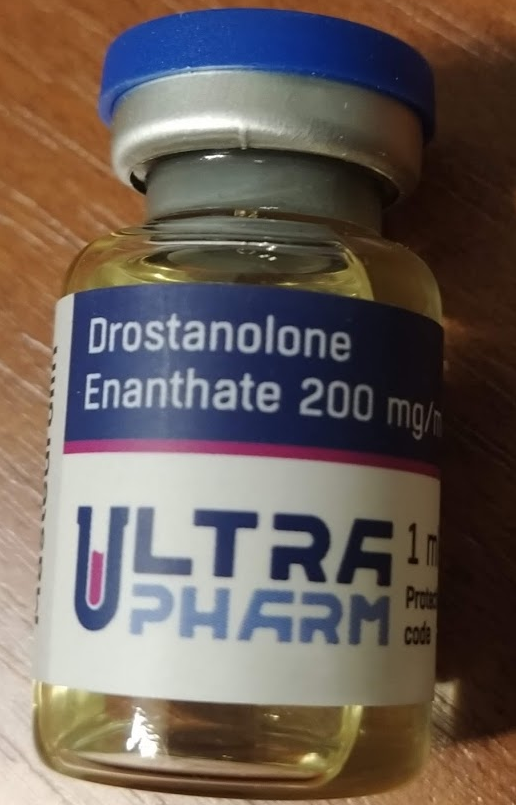 Drostanolone
Enanthate 200 mg/m
ULTRA
PHARM
1 m
code